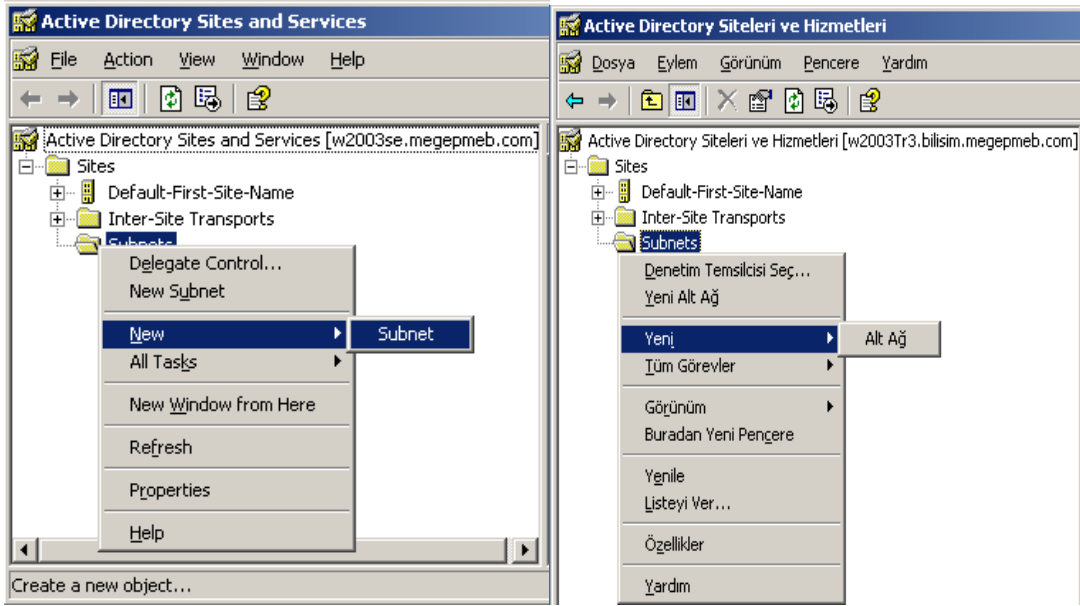 Active Directory Sites and Services
File Action View Window Help
Active Directory Sites and Services [w2003se.megepmeb.com]
Sites
Default-First-Site-Name
Inter-Site Transports
Subnets
Delegate Control...
New Subnet
New
Subnet
All Tasks
New Window from Here
Refresh
Properties
Help
Create a new object...
Active Directory Siteleri ve Hizmetleri
Dosya Eylem Görünüm Pencere Yardım
Active Directory Siteleri ve Hizmetleri [w2003Tr3.bilisim.megepmeb.com]
Sites
Default-First-Site-Name
Inter-Site Transports
Subnets
Denetim Temsilcisi Seç...
Yeni Alt Ağ
Yeni
Alt Ağ
Tüm Görevler
Görünüm
Buradan Yeni Pencere
Yenile
Listeyi Ver...
Özellikler
Yardım